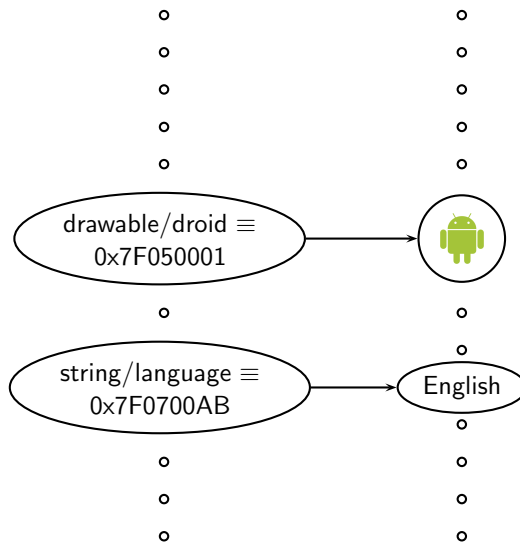 drawable/droid ≡
0x7F050001
string/language ≡
0x7F0700AB
English